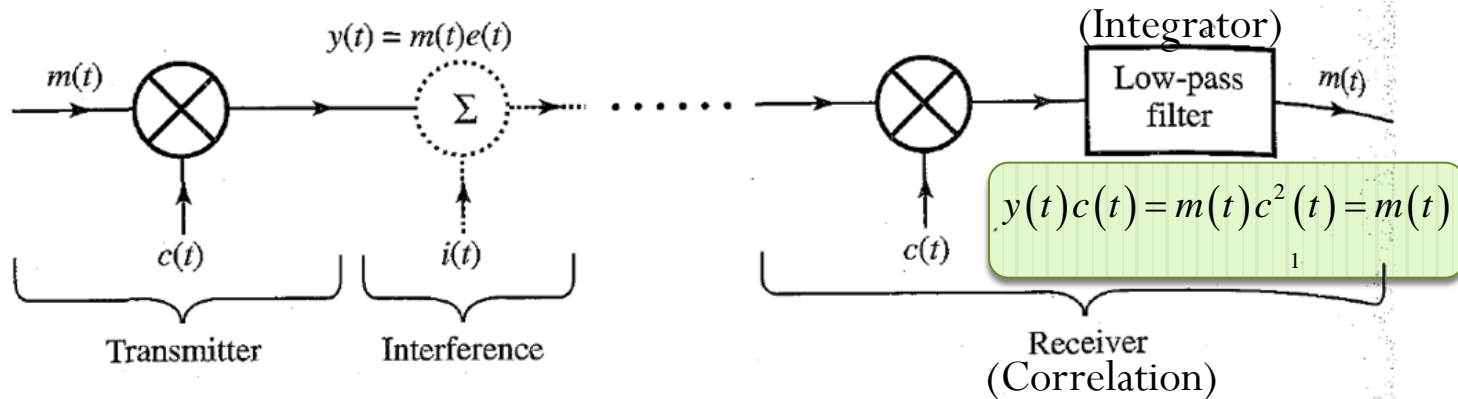 (Integrator)
y(t) = m(t)e(t)
m(t)
Σ
Low-pass
filter
m(t)
c(t)
i(t)
c(t)
y(t)c(t) = m(t)c²(t) = m(t)
1
Transmitter
Interference
Receiver
(Correlation)